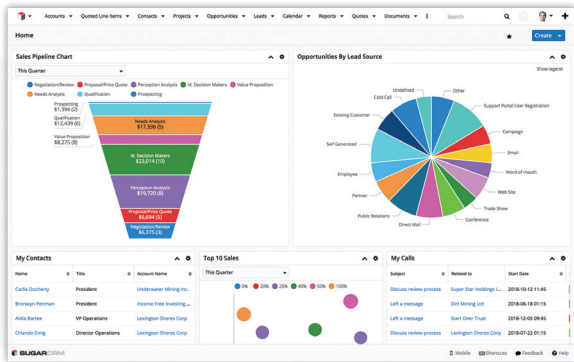 Accounts Quoted Line Items Contacts Projects Opportunities Leads Calendar Reports Quotes Documents Search
Home Create
Sales Pipeline Chart
This Quarter
Negotiation/Review Proposal/Price Quote Perception Analysis Id. Decision Makers Value Proposition
Needs Analysis Qualification Prospecting
Prospecting
$1,394 (2)
Qualification
$12,439 (6)
Value Proposition
$8,275 (8)
Needs Analysis
$17,336 (5)
Id. Decision Makers
$23,014 (10)
Perception Analysis
$19,720 (8)
Proposal/Price Quote
$6,694 (5)
Negotiation/Review
$6,375 (3)
Opportunities By Lead Source
Show legend
Undefined
Other
Cold Call
Support Portal User Registration
Existing Customer
Campaign
Self Generated
Email
Employee
Word of mouth
Partner
Web Site
Public Relations
Trade Show
Direct Mail
Conference
My Contacts
Name Title Account Name
Carlie Docherty President Underwater Mining Inc.
Bronwyn Penman President Income Free Investing ...
Alida Bartee VP Operations Lexington Shores Corp
Orlando Emig Director Operations Lexington Shores Corp
Top 10 Sales
This Quarter
0% 20% 25% 40% 50% 100%
My Calls
Subject Related to Start Date
Discuss review process Super Star Holdings L... 2018-10-12 11:45
Left a message Dirt Mining Ltd 2018-06-18 01:15
Left a message Start Over Trust 2018-12-05 09:45
Discuss review process Lexington Shores Corp 2018-07-22 01:15
SUGARCRM Mobile Shortcuts Feedback Help